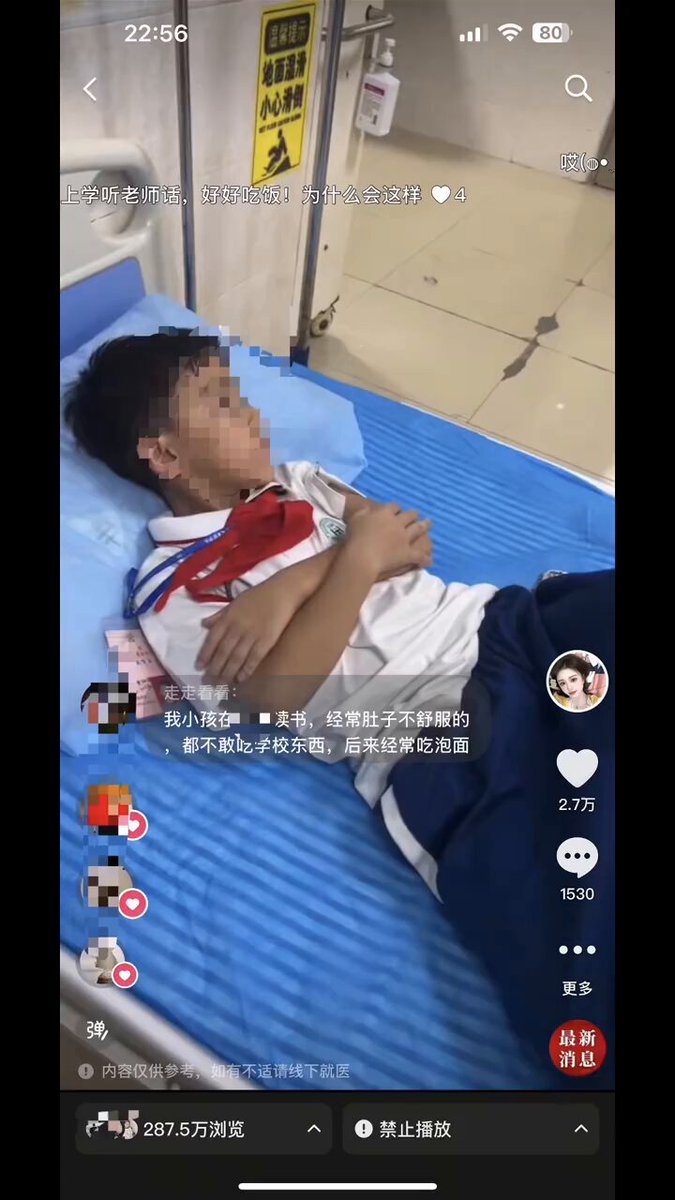 22:56
80
温馨提示
地面湿滑
小心滑倒
哎(
上学听老师话，好好吃饭！为什么会这样 4
走走看看：
我小孩在 读书，经常肚子不舒服的
，都不敢吃学校东西，后来经常吃泡面
2.7万
1530
更多
弹
最新
消息
内容仅供参考，如有不适请线下就医
287.5万浏览
禁止播放